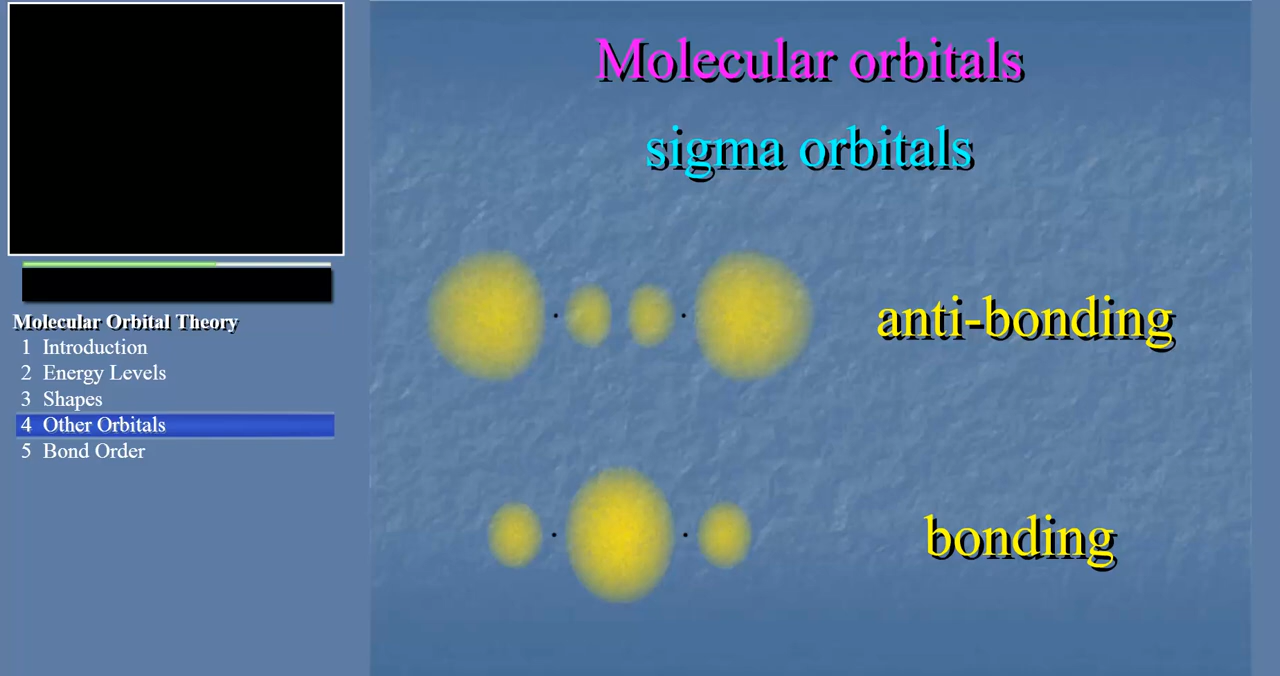 Molecular orbitals
sigma orbitals
anti-bonding
bonding
Molecular Orbital Theory
1 Introduction
2 Energy Levels
3 Shapes
4 Other Orbitals
5 Bond Order